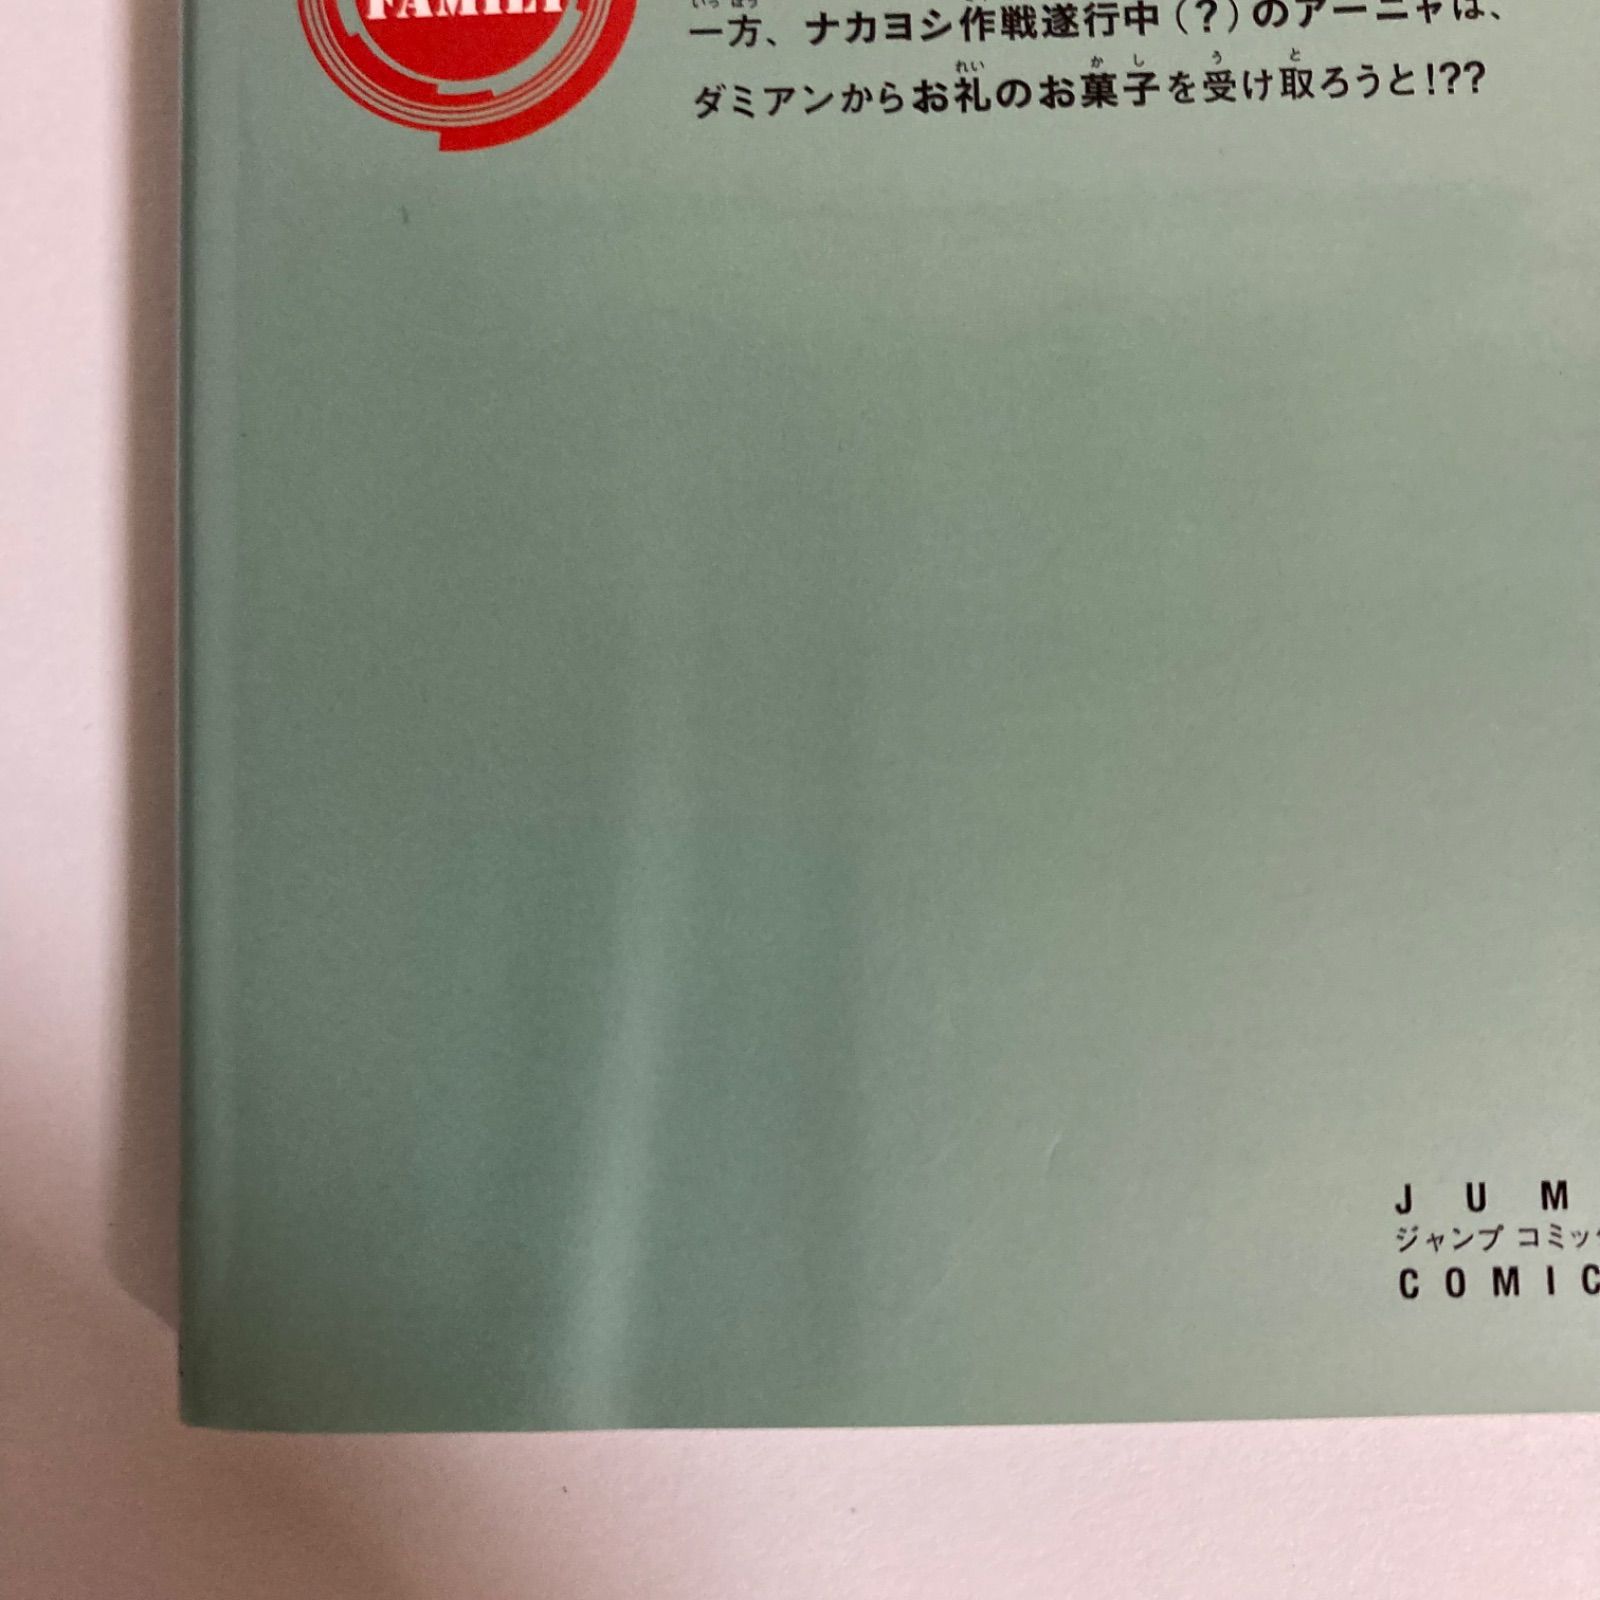 FAMILY
一方、ナカヨシ作戦遂行中（？）のアーニャは、
ダミアンからお礼のお菓子を受け取ろうと!??
J U M
ジャンプ コミック
C O M I C